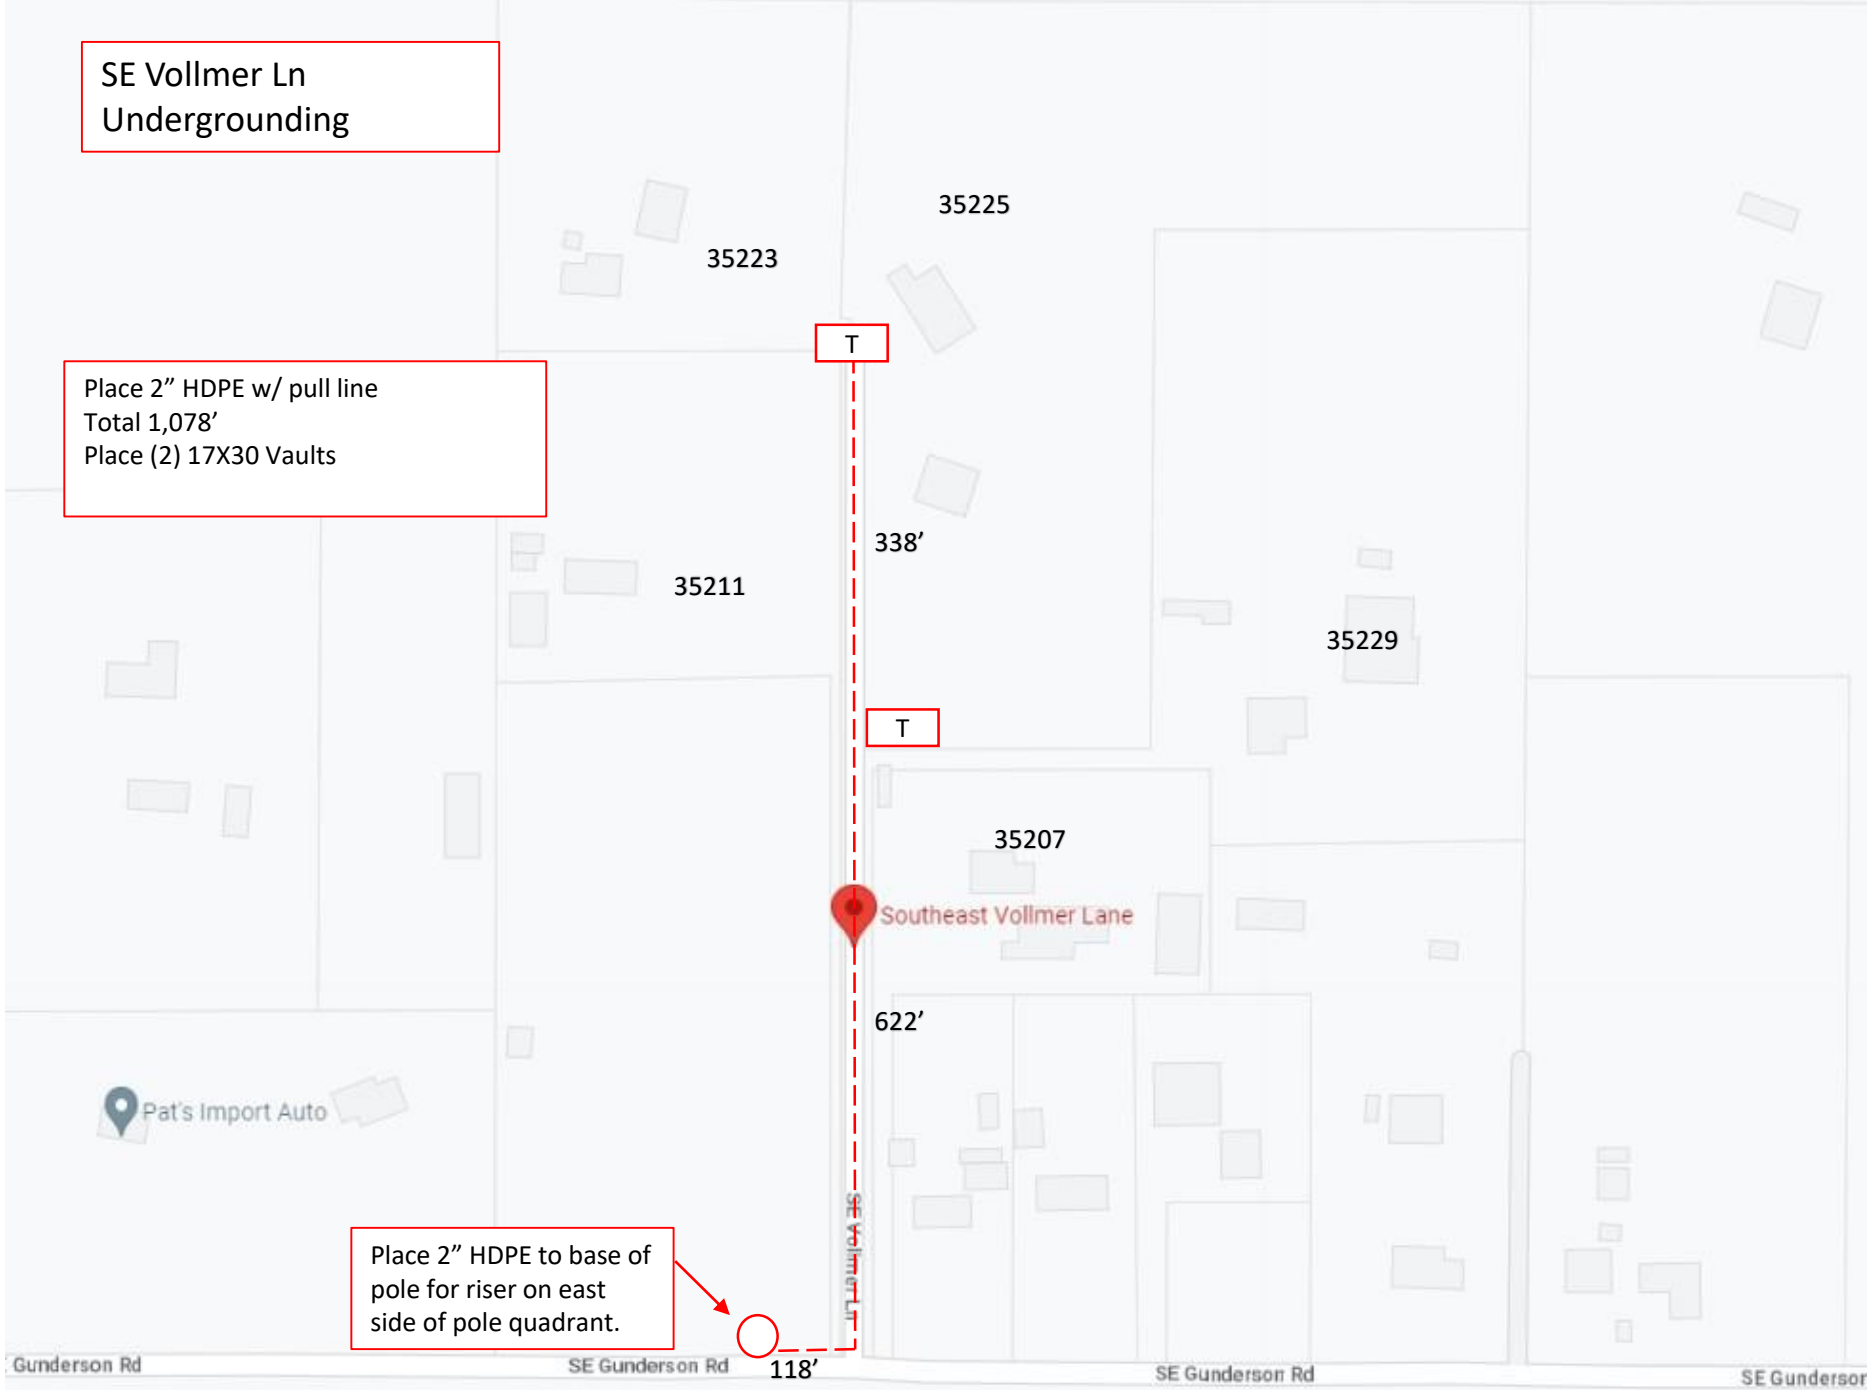 SE Vollmer Ln
Undergrounding
35225
35223
T
Place 2” HDPE w/ pull line
Total 1,078’
Place (2) 17X30 Vaults
338’
35211
35229
T
35207
Southeast Vollmer Lane
622’
Pat's Import Auto
SE Vollmer Ln
Place 2” HDPE to base of
pole for riser on east
side of pole quadrant.
Gunderson Rd
SE Gunderson Rd
118’
SE Gunderson Rd
SE Gunderson